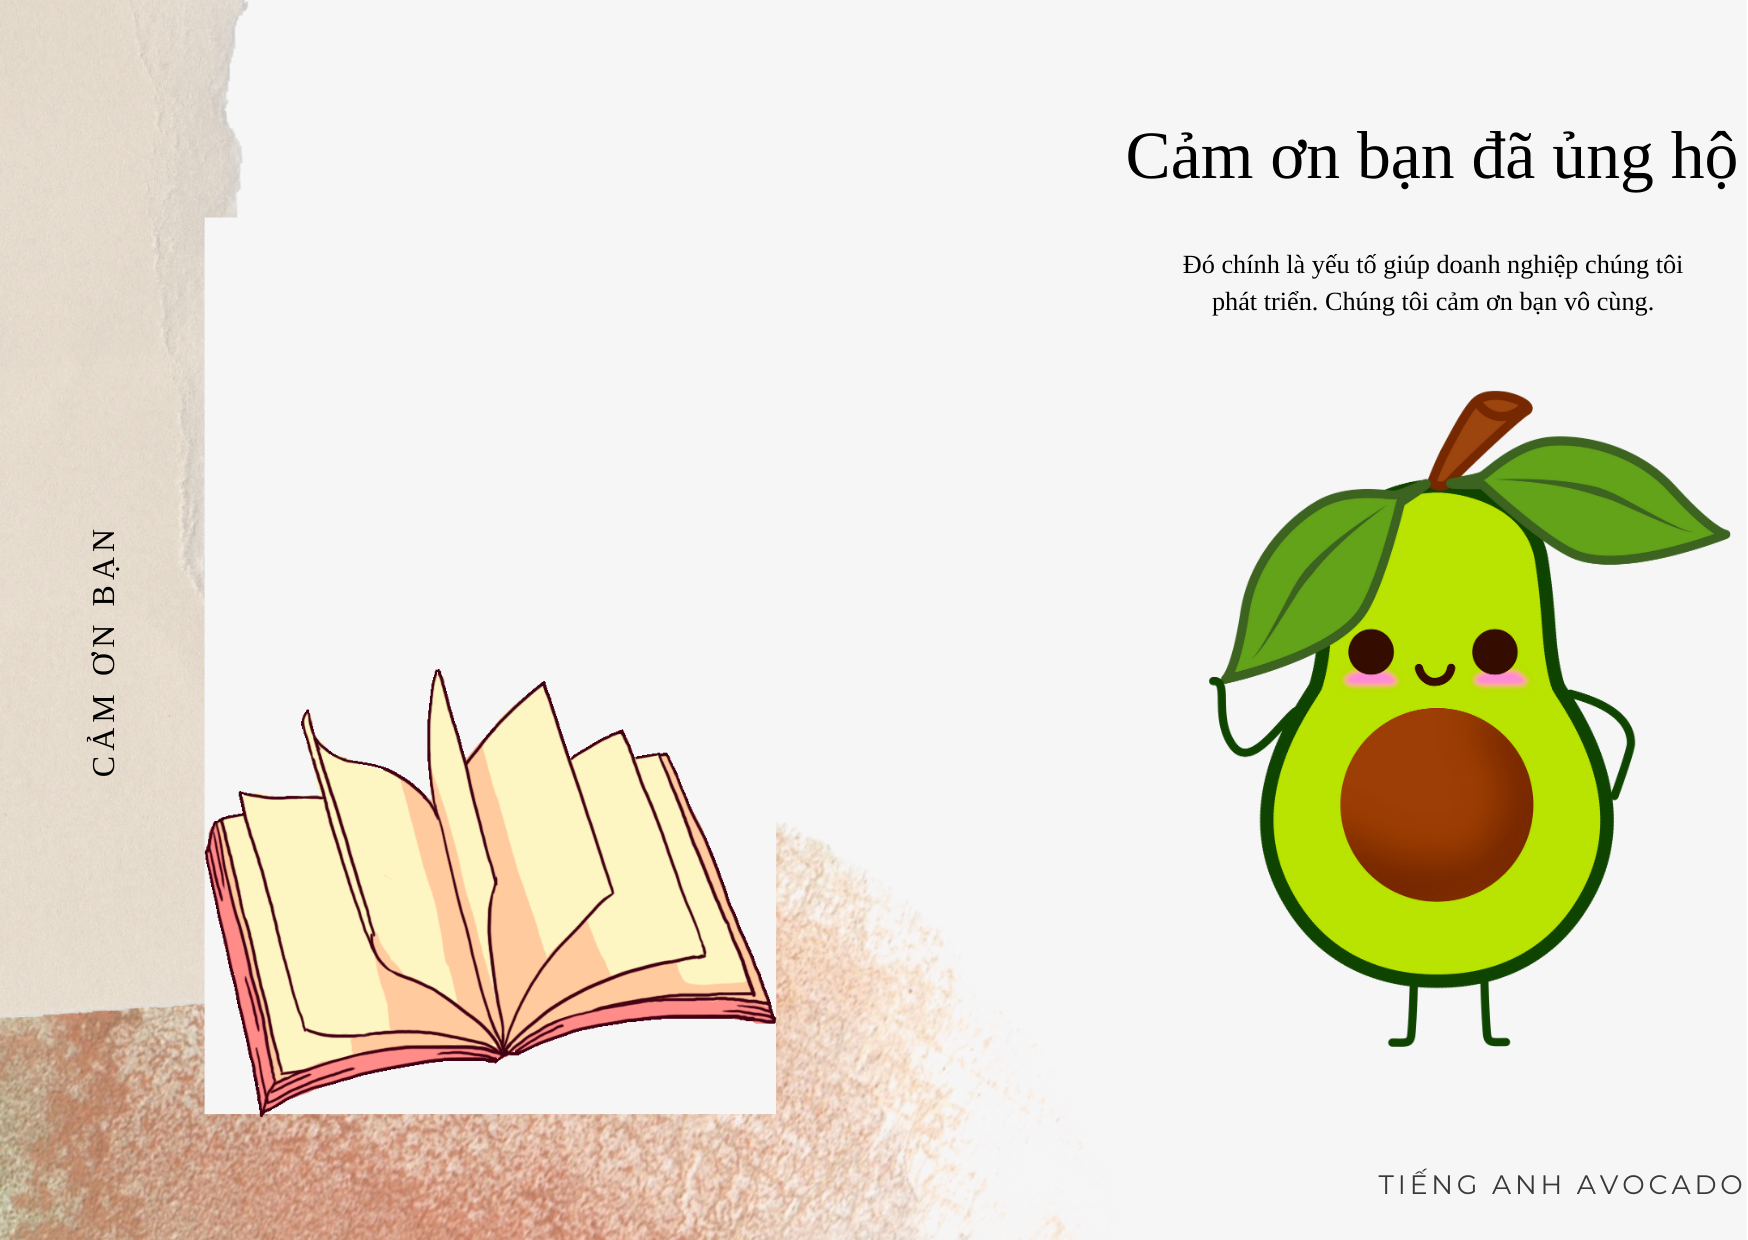 CẢM ƠN BẠN
Cảm ơn bạn đã ủng hộ
Đó chính là yếu tố giúp doanh nghiệp chúng tôi
phát triển. Chúng tôi cảm ơn bạn vô cùng.
TIẾNG ANH AVOCADO